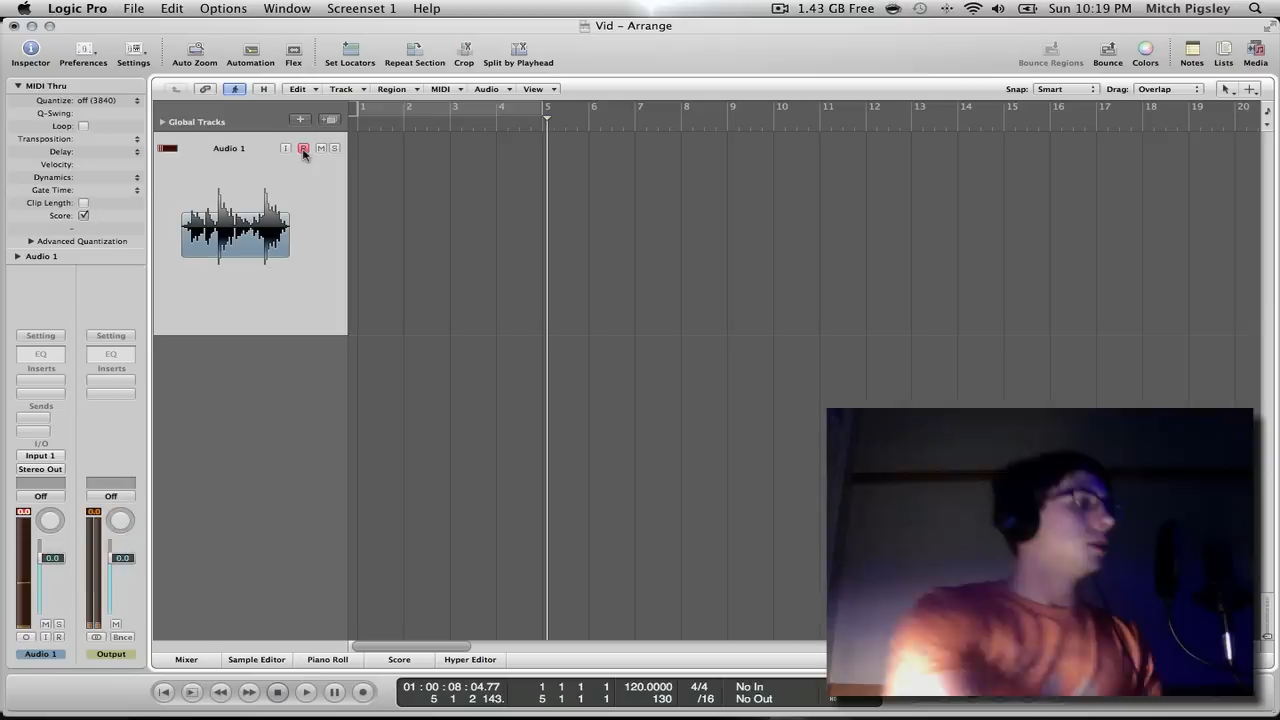 Logic Pro File Edit Options Audio Window Screenset 1 Help 1.43 GB Free Sun 10:19 PM Mitch Pigsley
Vid - Arrange
Inspector Preferences Settings Auto Zoom Automation Flex Set Locators Repeat Section Crop Split by Playhead Bounce Regions Bounce Colors Notes Lists Media
MIDI Thru H Edit Track Region MIDI Audio View Snap: Smart Drag: Overlap
Quantize: off (3840) 1 2 3 4 5 6 7 8 9 10 11 12 13 14 15 16 17 18 19 20
Q-Swing: Global Tracks
Loop:
Transposition: Audio 1 I R M S
Delay:
Velocity:
Dynamics:
Gate Time:
Clip Length:
Score:
Advanced Quantization
Audio 1
Setting Setting
EQ EQ
Inserts Inserts
Sends
I/O
Input 1
Stereo Out
Off Off
0.0 0.0
0.0 0.0
M S M
I R Bnce
Audio 1 Output
Mixer Sample Editor Piano Roll Score Hyper Editor
01 : 00 : 08 : 04.77 1 1 1 1 120.0000 4/4 No In
5 1 2 143. 5 1 1 1 130 /16 No Out